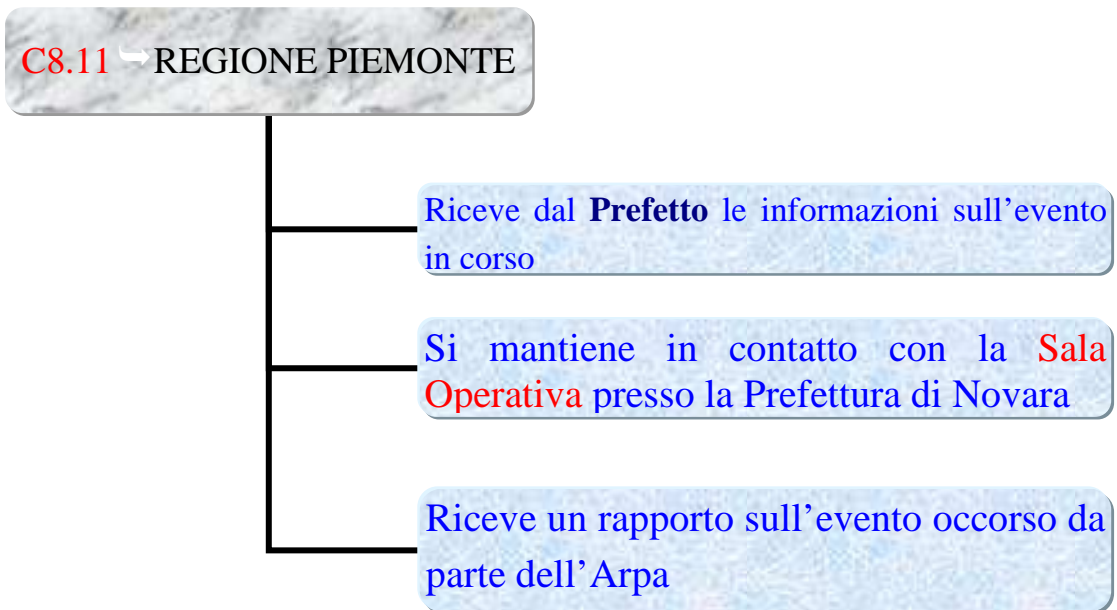 C8.11 ➥ REGIONE PIEMONTE
Riceve dal Prefetto le informazioni sull’evento
in corso
Si mantiene in contatto con la Sala
Operativa presso la Prefettura di Novara
Riceve un rapporto sull’evento occorso da
parte dell’Arpa